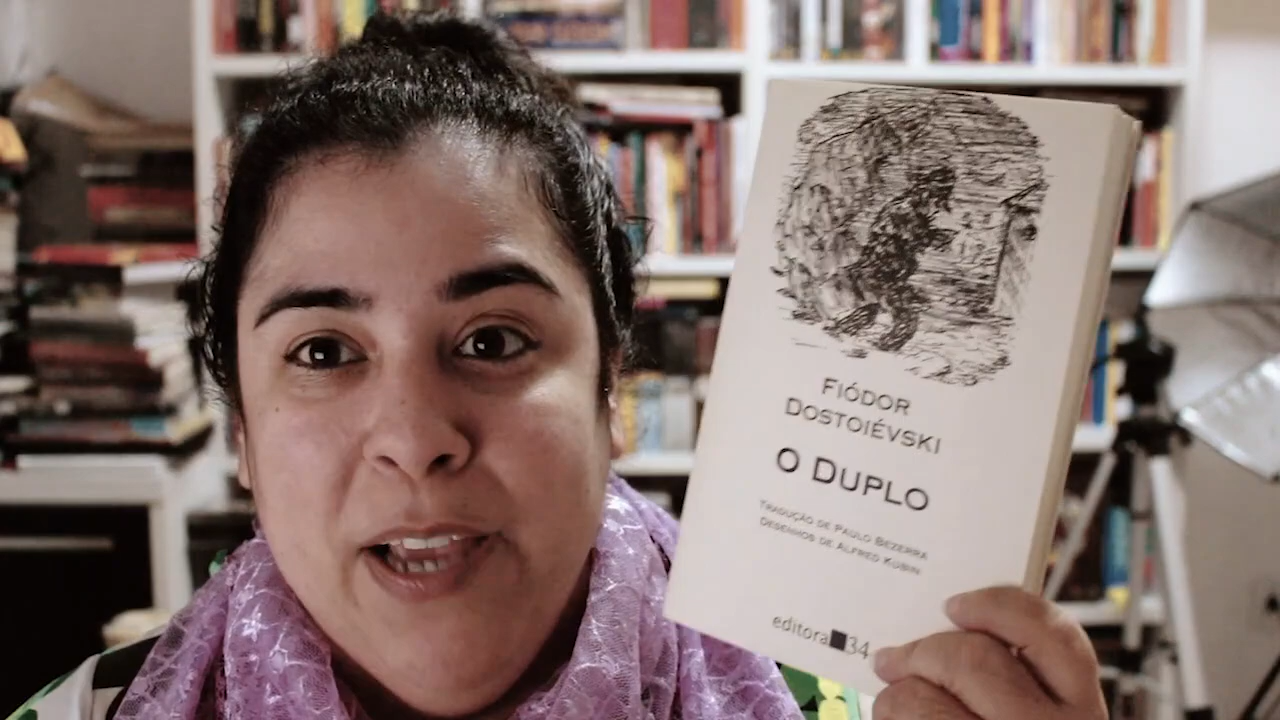 FIÓDOR
DOSTOIÉVSKI
O DUPLO
TRADUÇÃO DE PAULO BEZERRA
DESENHOS DE ALFRED KUBIN
editora 34